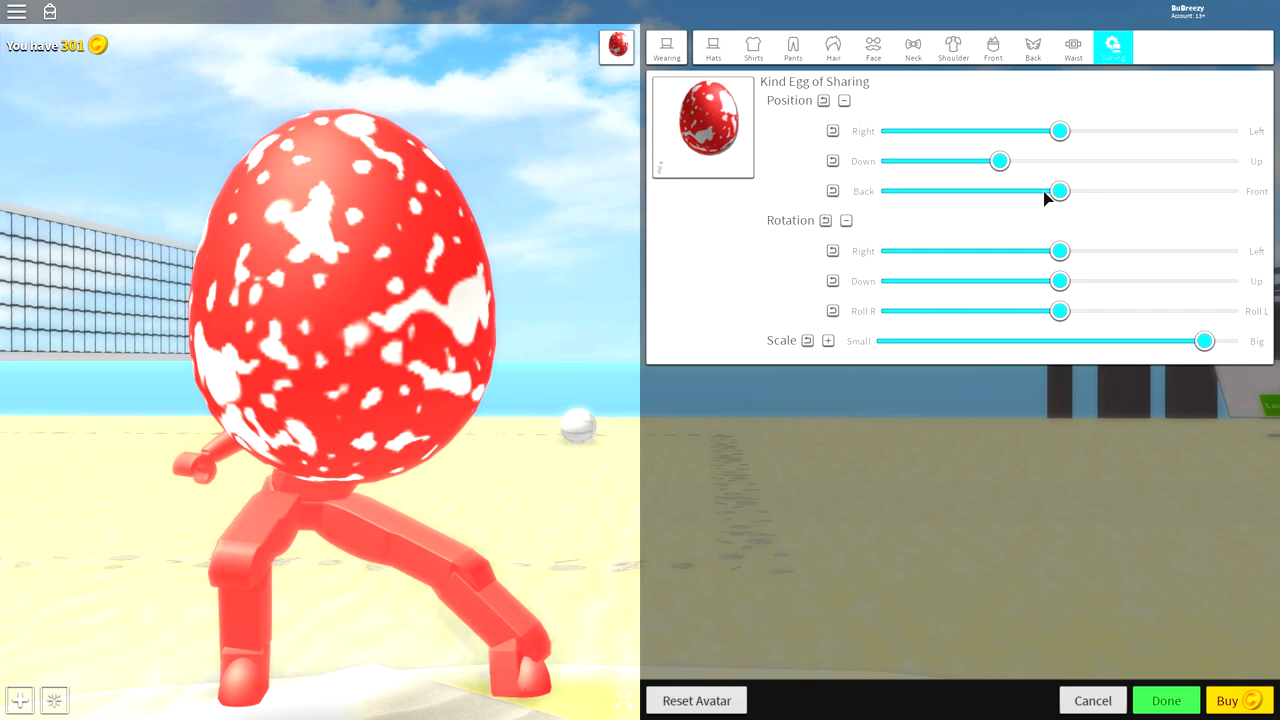 BuBreezy
Account: 13+
You have 301
Wearing
Hats
Shirts
Pants
Hair
Face
Neck
Shoulder
Front
Back
Waist
Kind Egg of Sharing
Position
Right Left
Down Up
Back Front
Rotation
Right Left
Down Up
Roll R Roll L
Scale Small Big
Reset Avatar
Cancel
Done
Buy